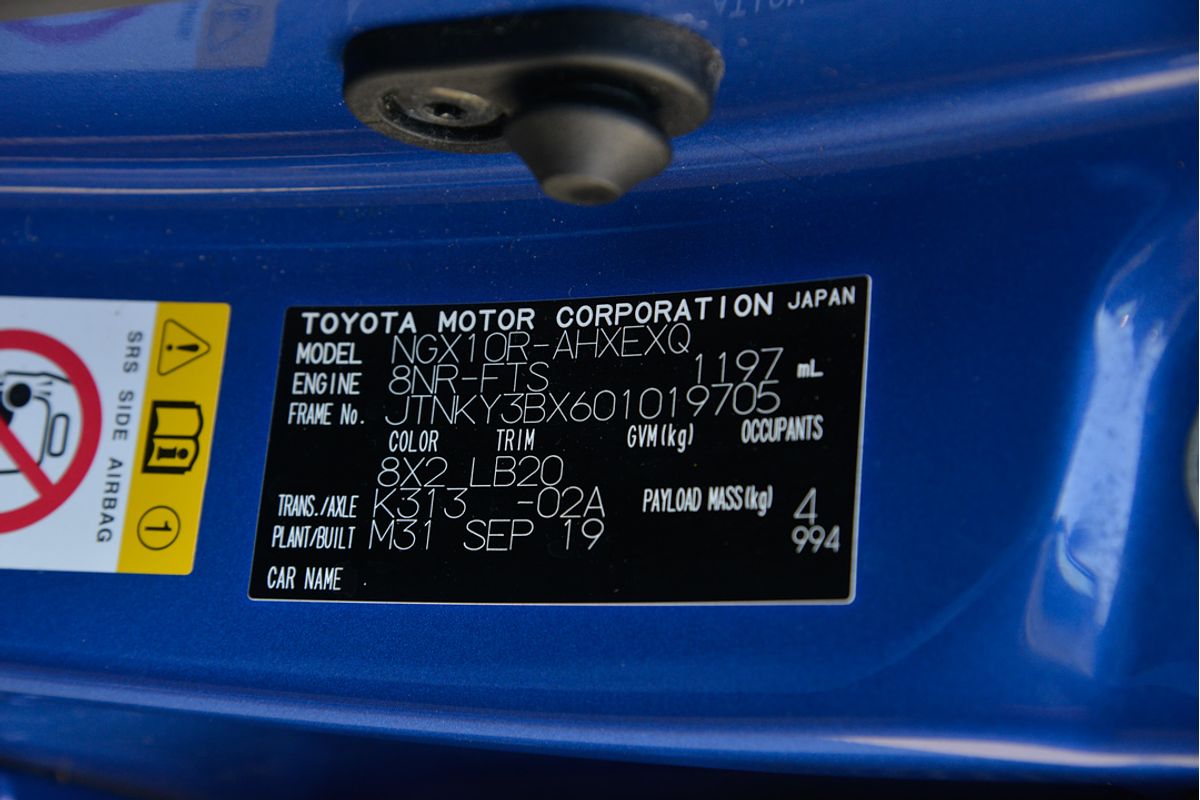 TOYOTA MOTOR CORPORATION JAPAN
MODEL NGX10R-AHXEXQ
ENGINE 8NR-FTS 1197 mL
FRAME No. JTNKY3BX601019705
COLOR TRIM GVM(kg) OCCUPANTS
8X2 LB20
TRANS./AXLE K313 -02A PAYLOAD MASS(kg) 4
PLANT/BUILT M31 SEP 19 994
CAR NAME
SRS SIDE AIRBAG
i
1